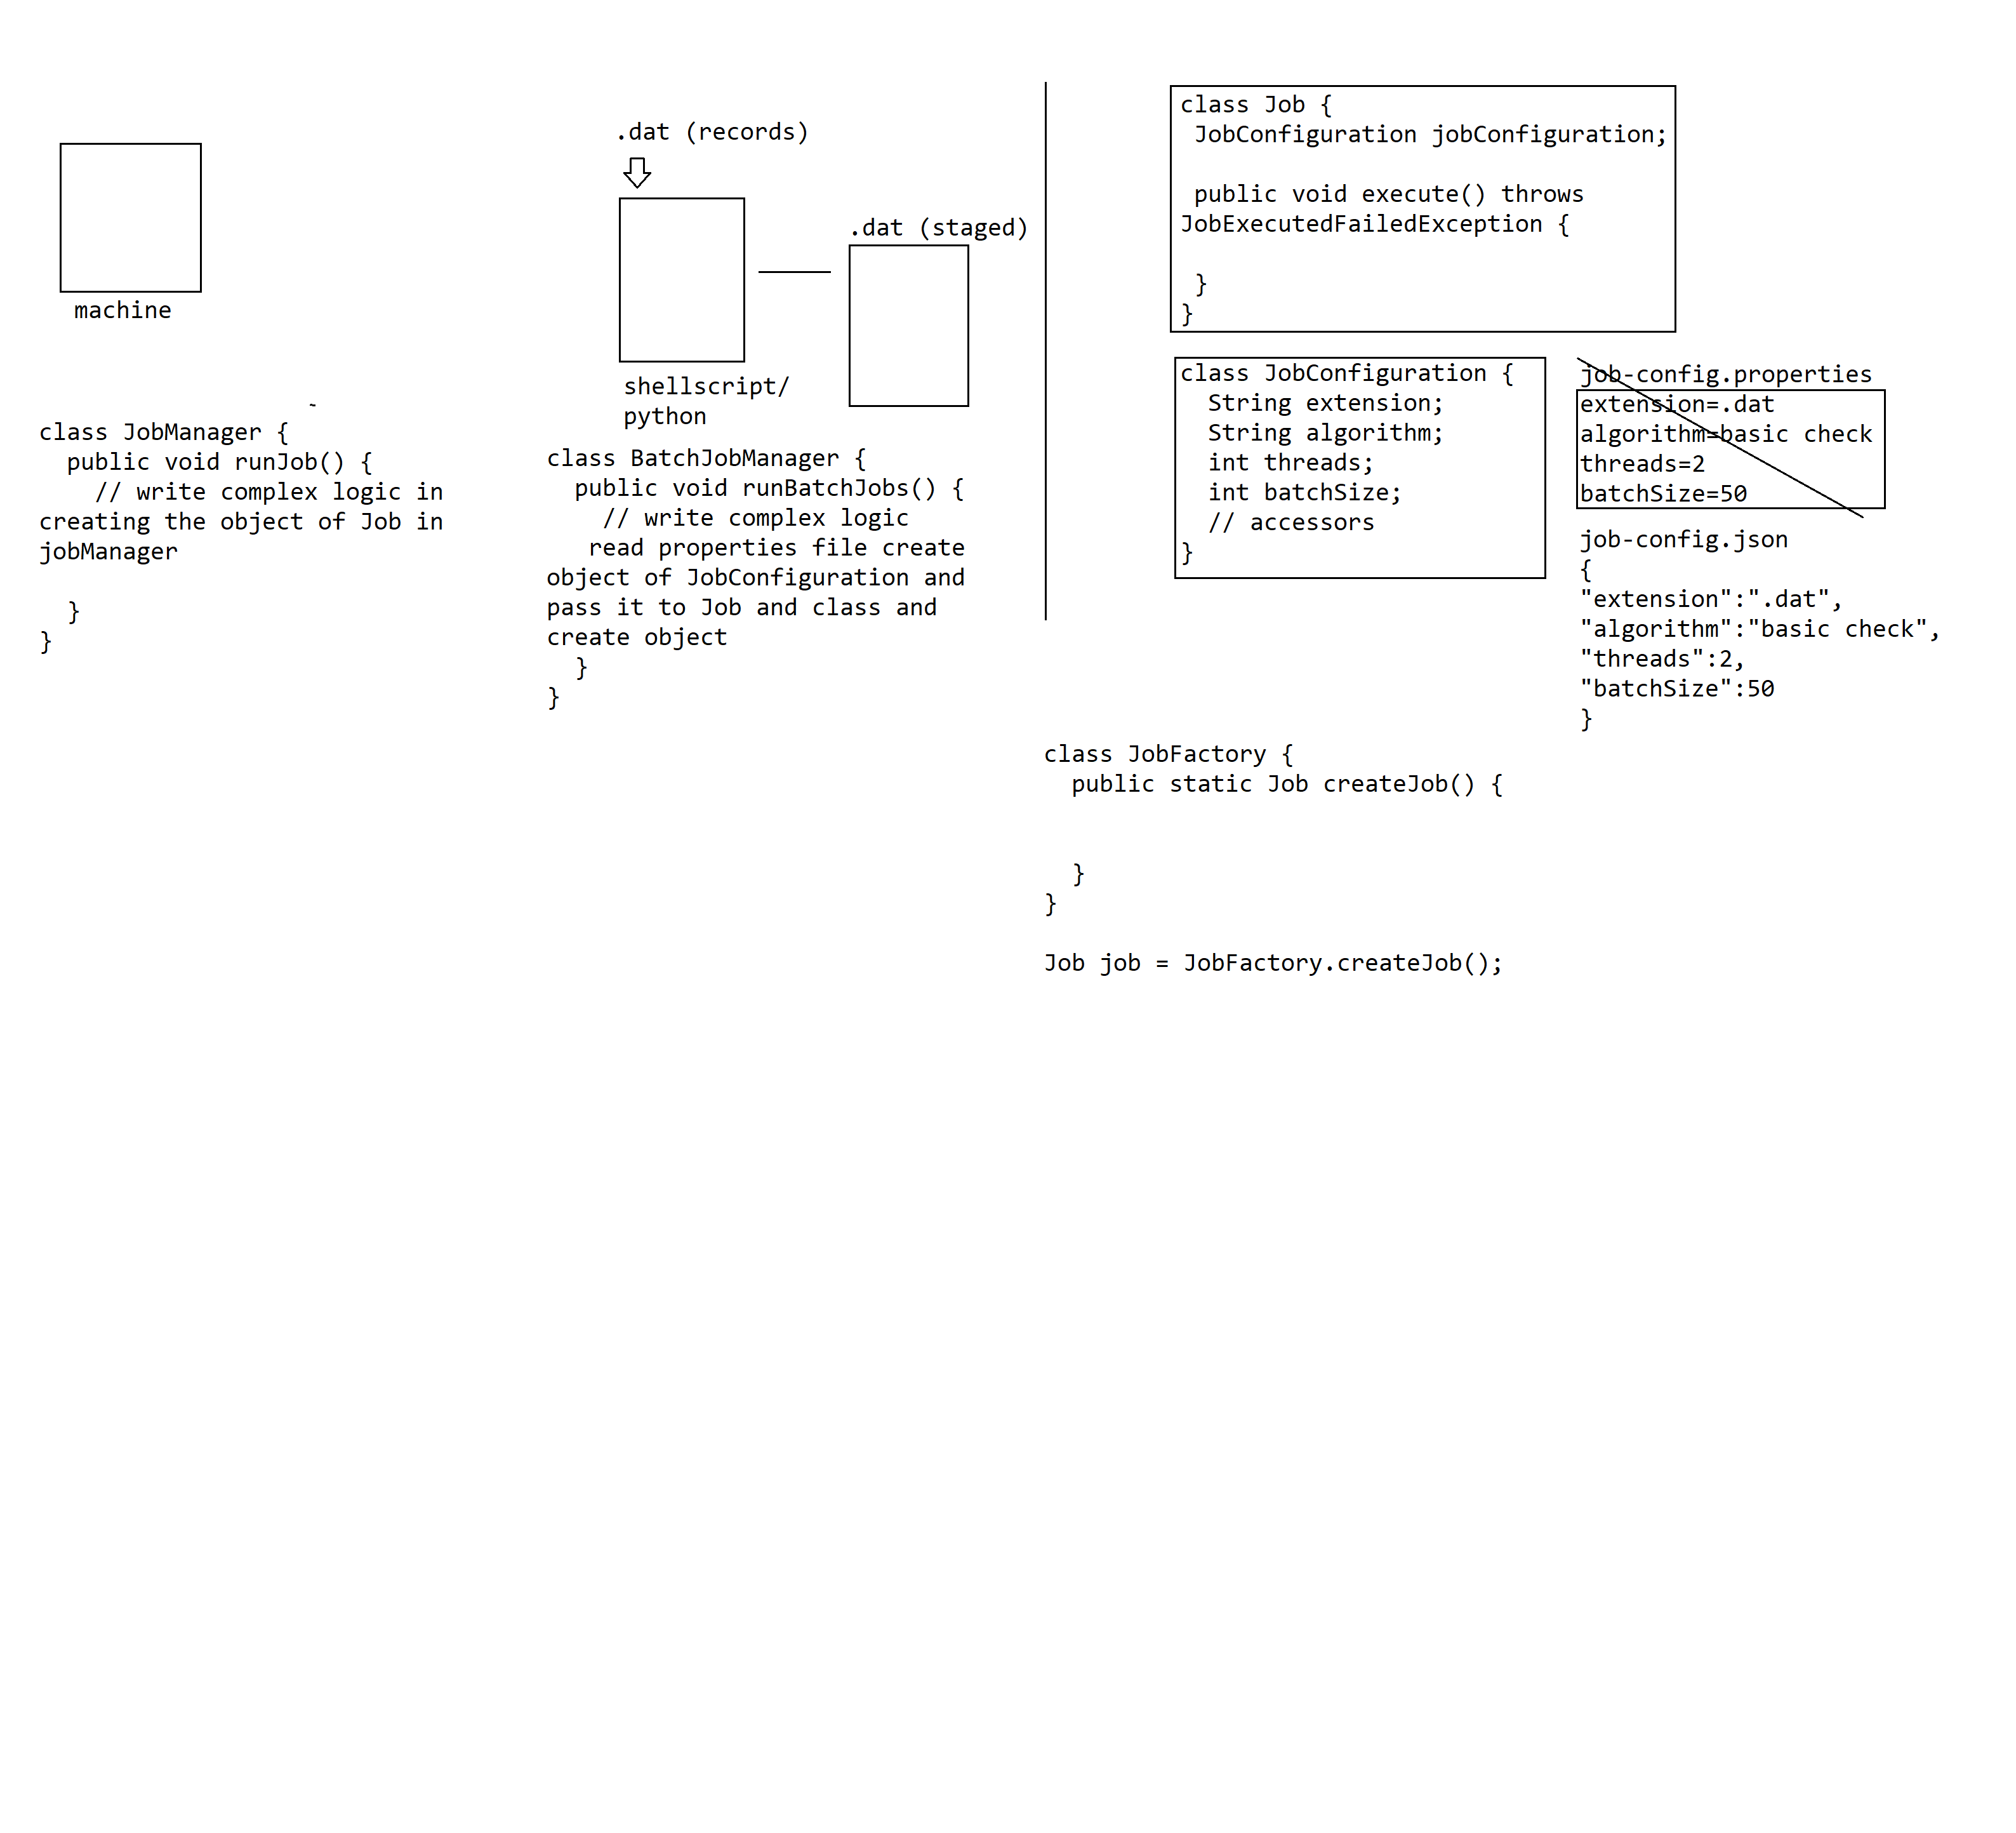 machine
class JobManager {
  public void runJob() {
    // write complex logic in
creating the object of Job in
jobManager

  }
}
.dat (records)
.dat (staged)
shellscript/
python
class BatchJobManager {
  public void runBatchJobs() {
    // write complex logic
   read properties file create
object of JobConfiguration and
pass it to Job and class and
create object
  }
}
class Job {
 JobConfiguration jobConfiguration;

 public void execute() throws
JobExecutedFailedException {

 }
}
class JobConfiguration {
  String extension;
  String algorithm;
  int threads;
  int batchSize;
  // accessors
}
job-config.properties
extension=.dat
algorithm=basic check
threads=2
batchSize=50
job-config.json
{
"extension":".dat",
"algorithm":"basic check",
"threads":2,
"batchSize":50
}
class JobFactory {
  public static Job createJob() {


  }
}

Job job = JobFactory.createJob();